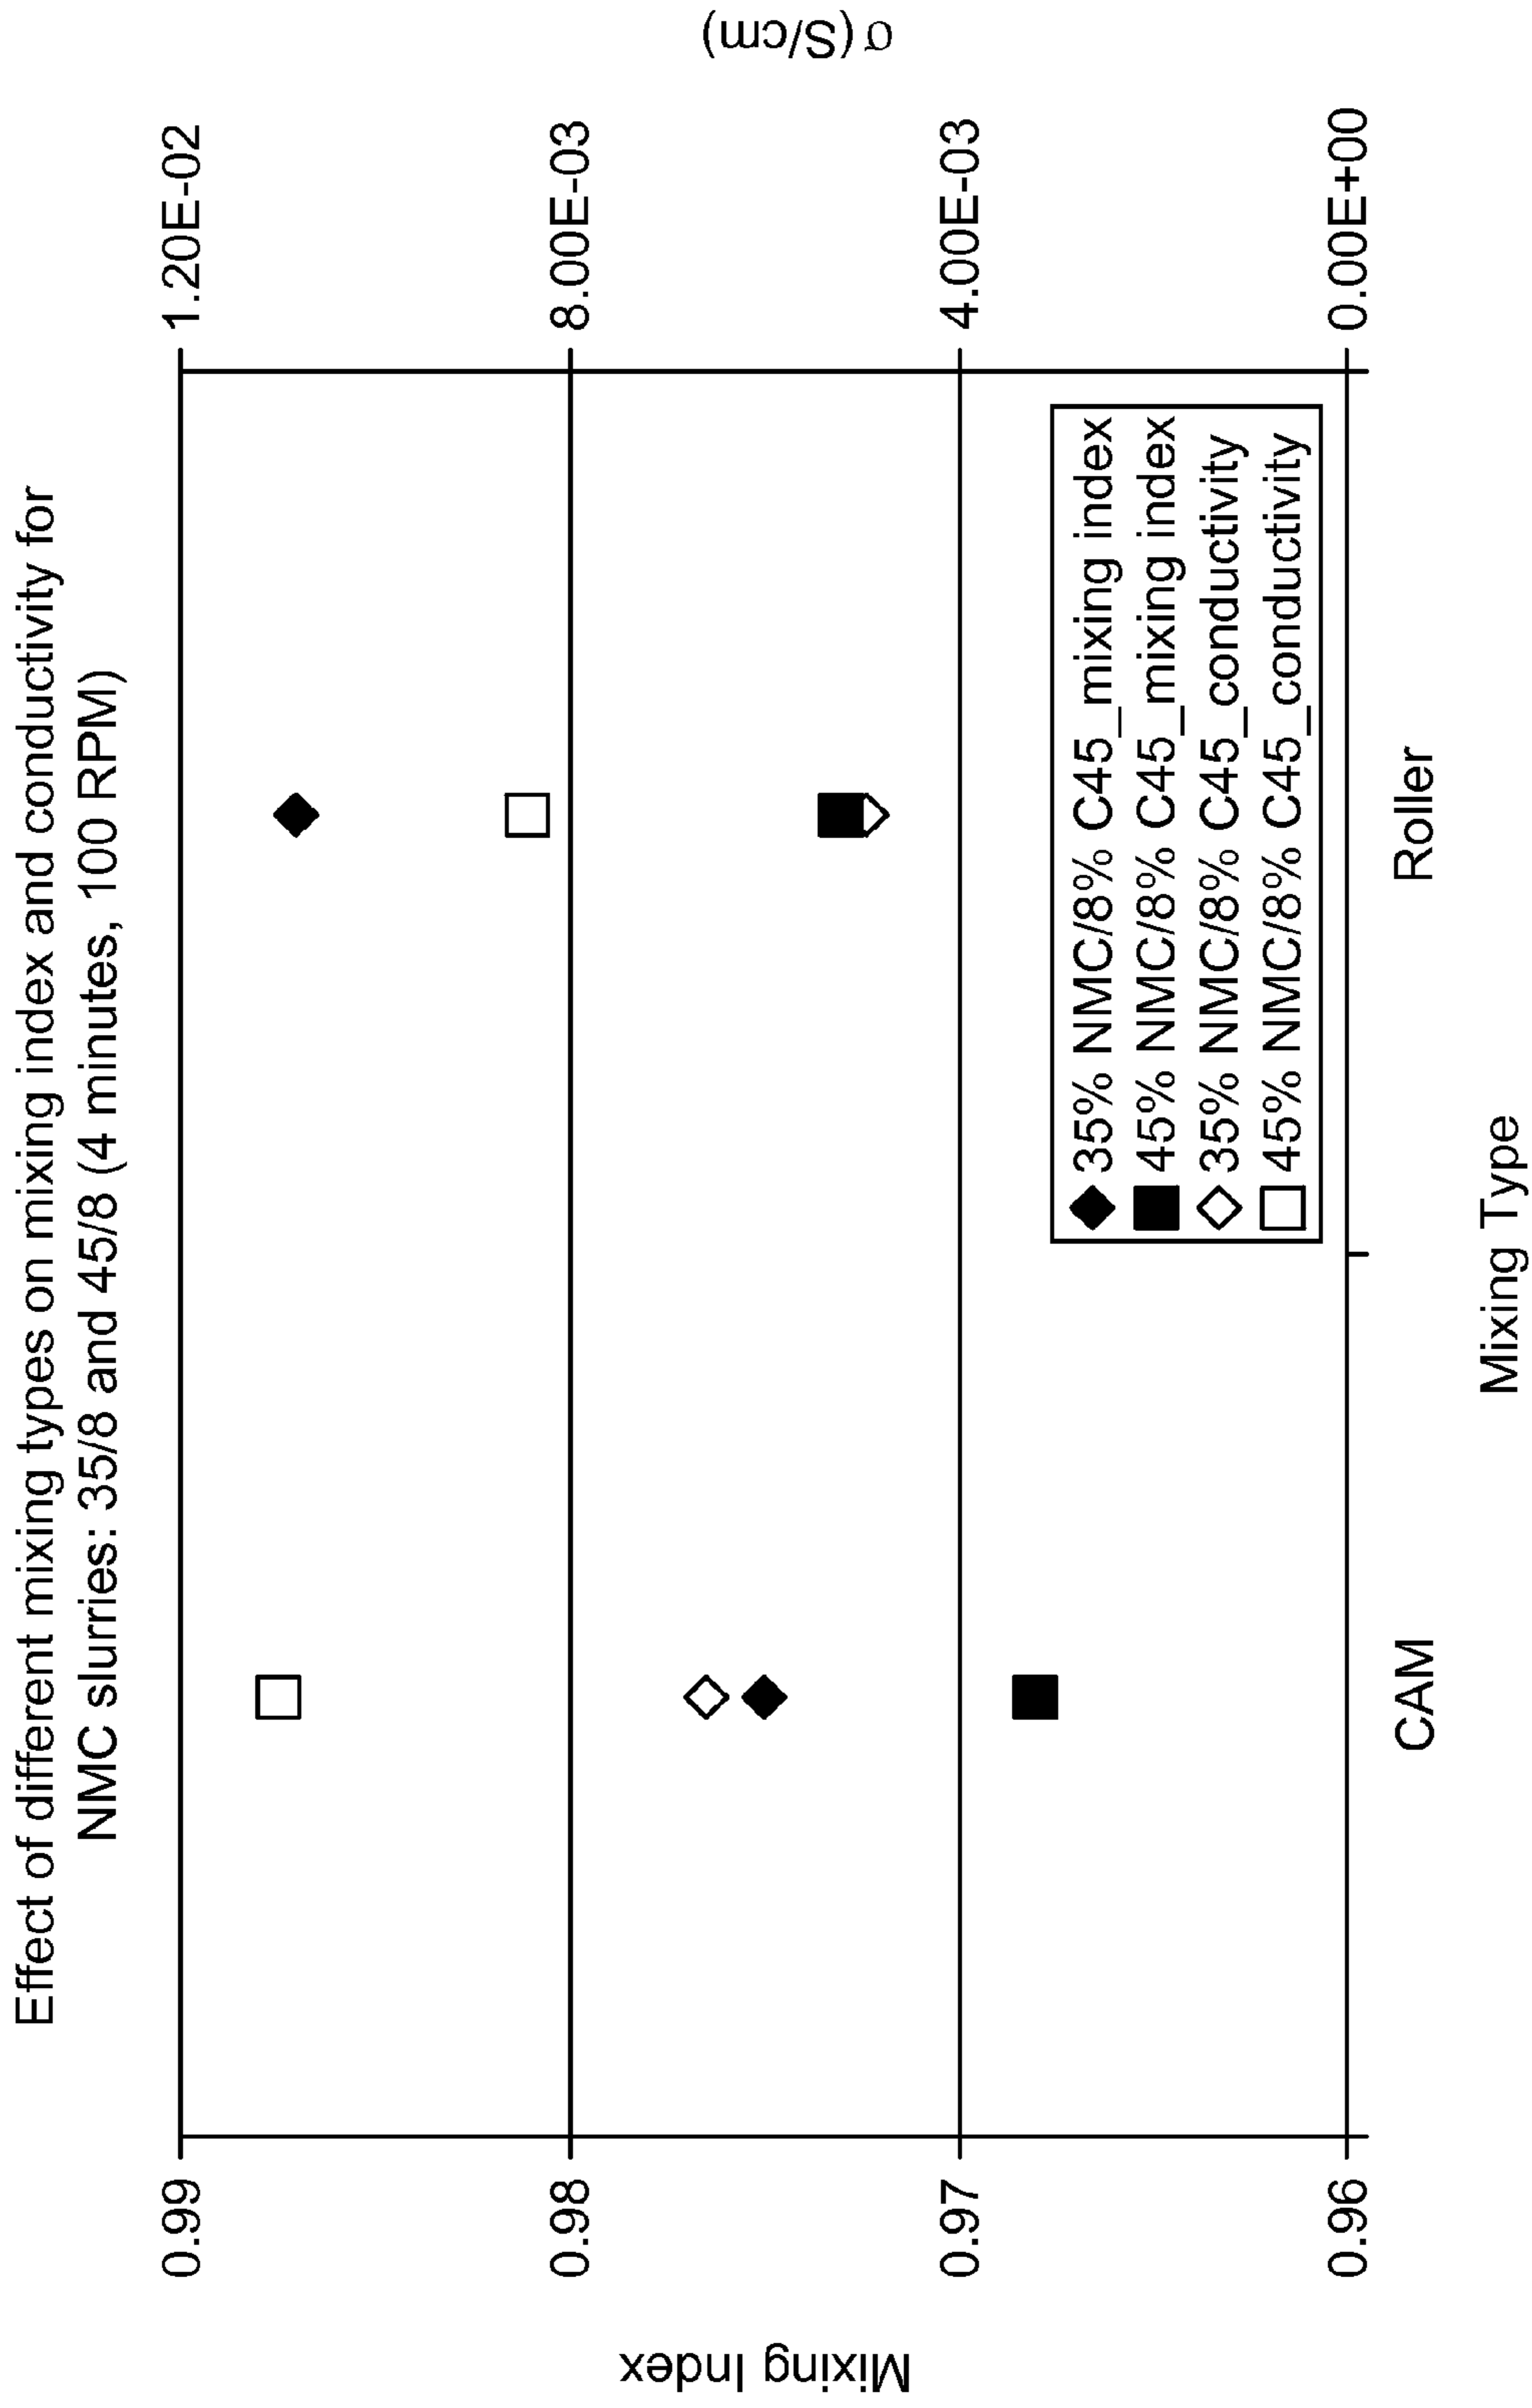 Effect of different mixing types on mixing index and conductivity for
NMC slurries: 35/8 and 45/8 (4 minutes, 100 RPM)
Mixing Index
0.99
0.98
0.97
0.96
1.20E-02
8.00E-03
4.00E-03
0.00E+00
σ(S/cm)
35% NMC/8% C45_mixing index
45% NMC/8% C45_mixing index
35% NMC/8% C45_conductivity
45% NMC/8% C45_conductivity
CAM
Roller
Mixing Type